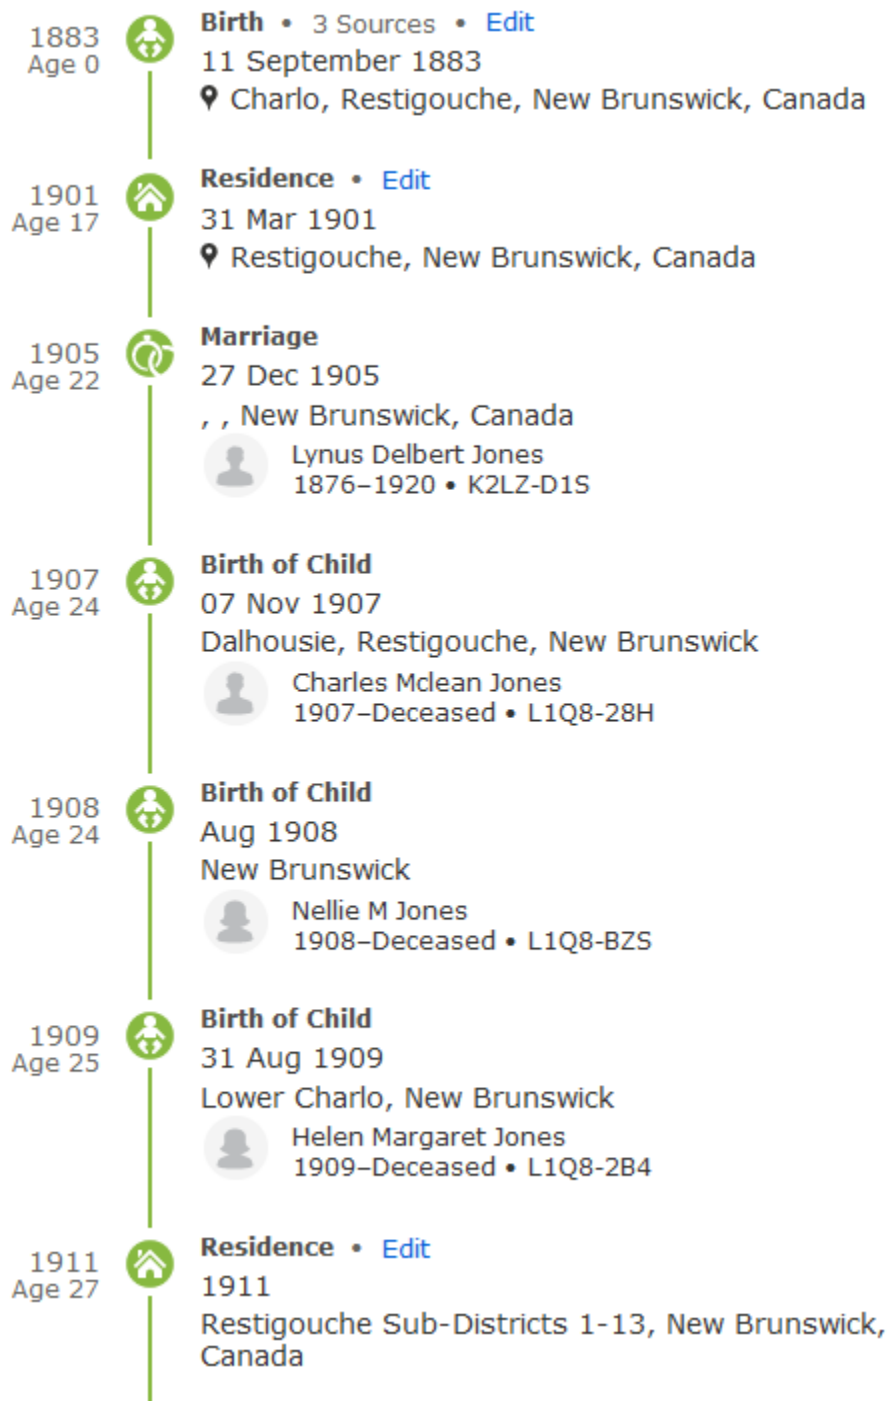 1883
Age 0
Birth • 3 Sources • Edit
11 September 1883
Charlo, Restigouche, New Brunswick, Canada
1901
Age 17
Residence • Edit
31 Mar 1901
Restigouche, New Brunswick, Canada
1905
Age 22
Marriage
27 Dec 1905
, , New Brunswick, Canada
Lynus Delbert Jones
1876–1920 • K2LZ-D1S
1907
Age 24
Birth of Child
07 Nov 1907
Dalhousie, Restigouche, New Brunswick
Charles Mclean Jones
1907–Deceased • L1Q8-28H
1908
Age 24
Birth of Child
Aug 1908
New Brunswick
Nellie M Jones
1908–Deceased • L1Q8-BZS
1909
Age 25
Birth of Child
31 Aug 1909
Lower Charlo, New Brunswick
Helen Margaret Jones
1909–Deceased • L1Q8-2B4
1911
Age 27
Residence • Edit
1911
Restigouche Sub-Districts 1-13, New Brunswick,
Canada